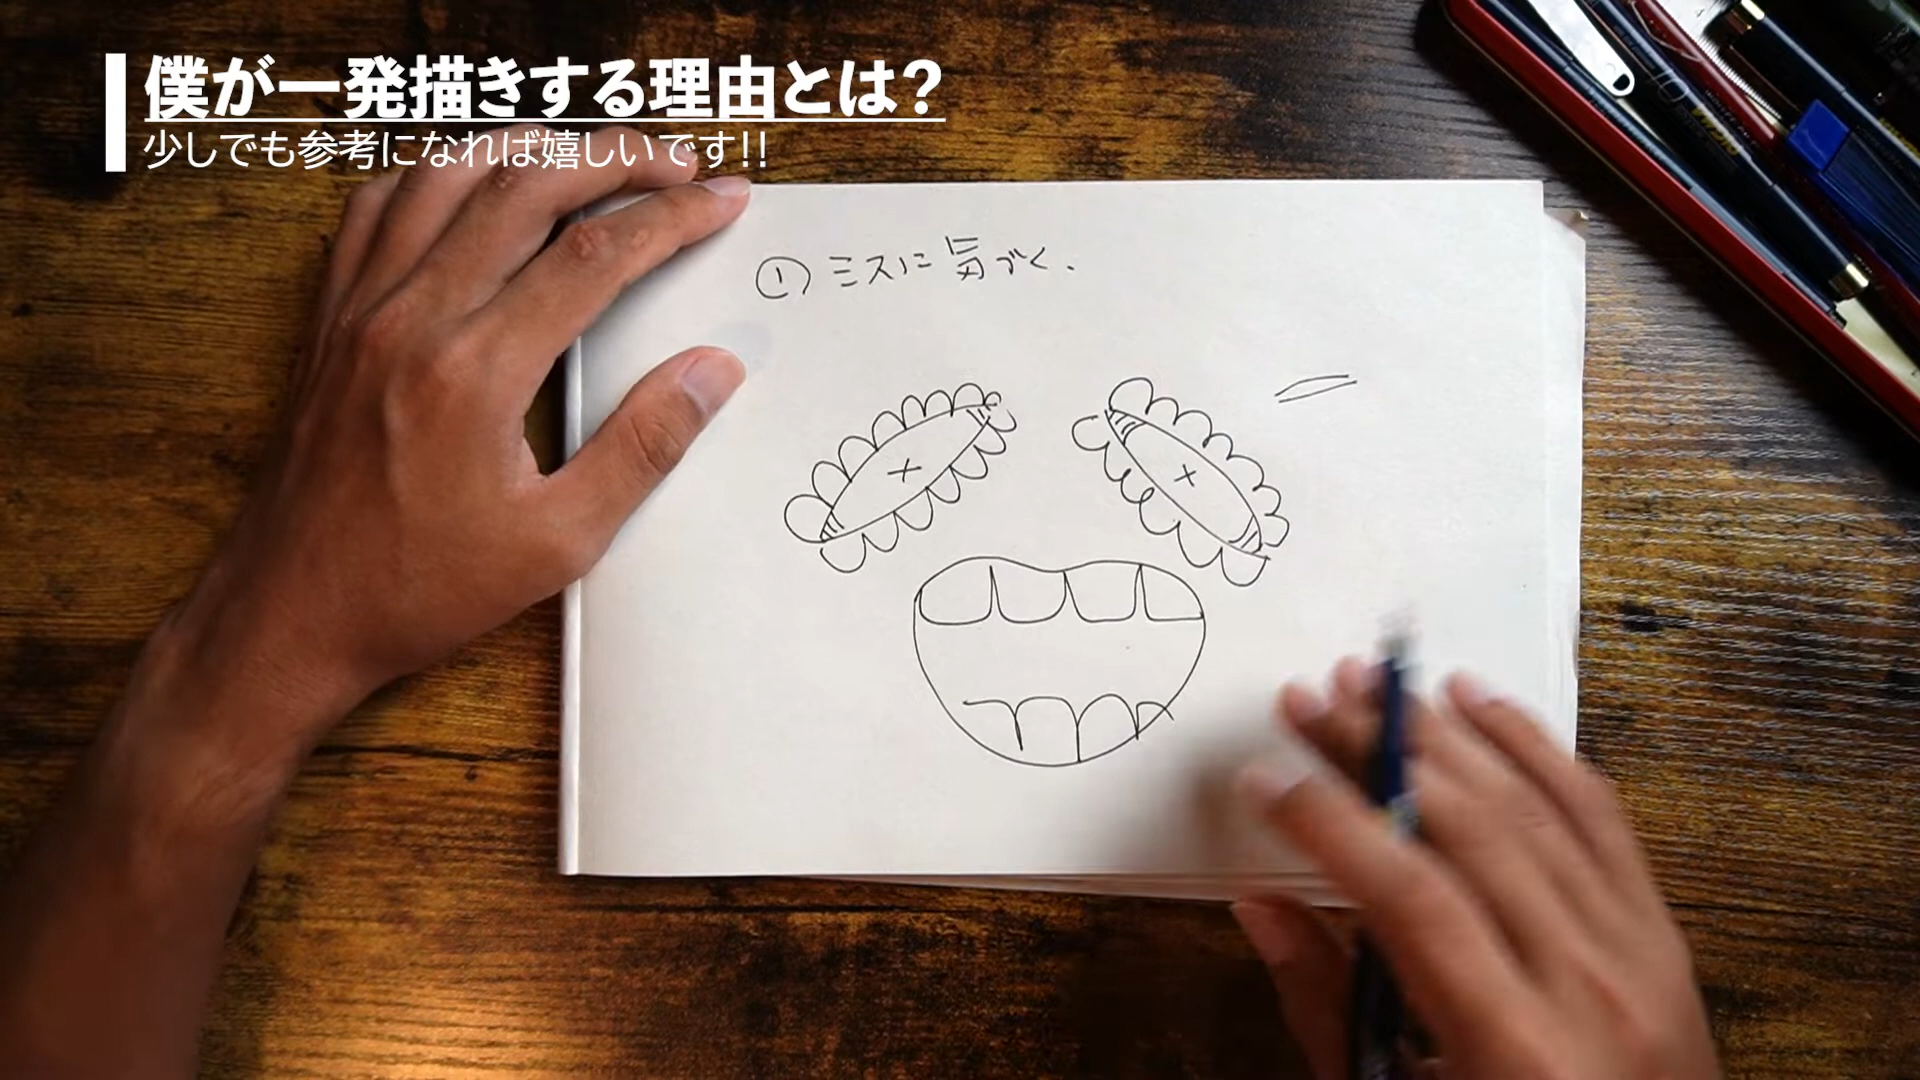 僕が一発描きする理由とは?
少しでも参考になれば嬉しいです!!
① ミスに気づく.